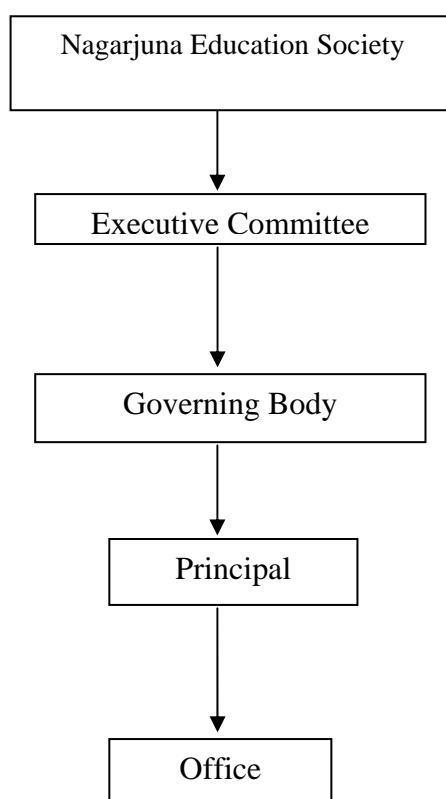 Nagarjuna Education Society
Executive Committee
Governing Body
Principal
Office